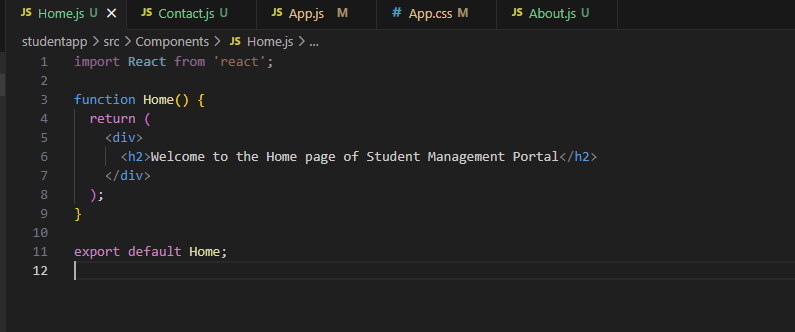 JS Home.js U × JS Contact.js U JS App.js M # App.css M JS About.js U
studentapp > src > Components > JS Home.js > ...
1 import React from 'react';
2
3 function Home() {
4   return (
5     <div>
6       <h2>Welcome to the Home page of Student Management Portal</h2>
7     </div>
8   );
9 }
10
11 export default Home;
12